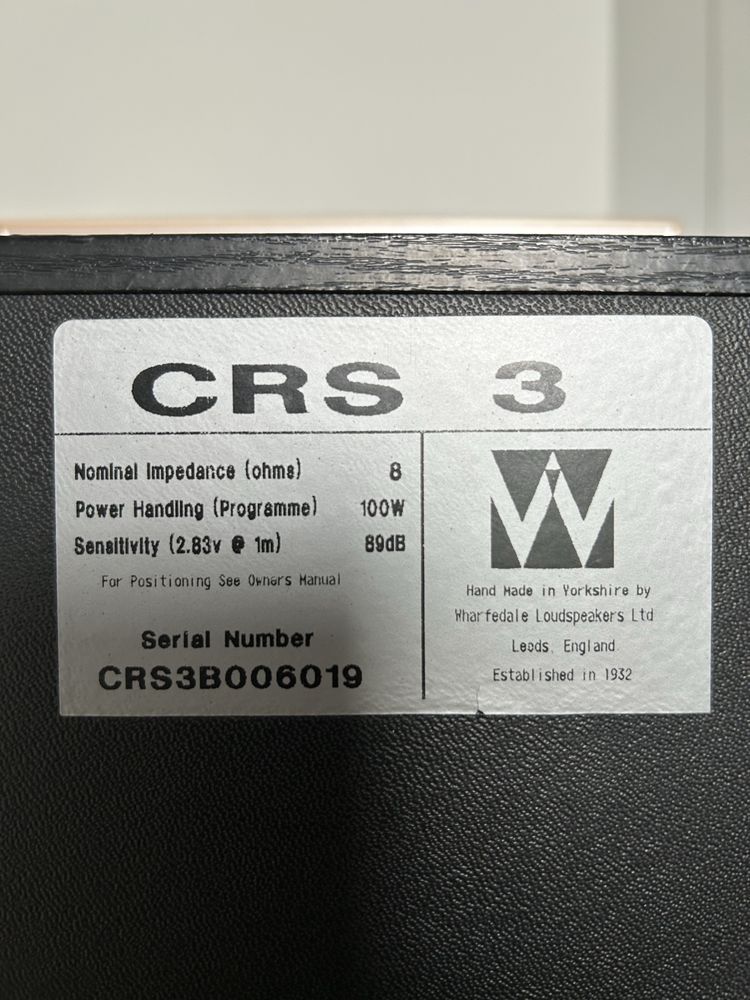 CRS 3
Nominal Impedance (ohms) 8
Power Handling (Programme) 100W
Sensitivity (2.83v @ 1m) 89dB
For Positioning See Owners Manual
Serial Number
CRS3B006019
W
Hand Made in Yorkshire by
Wharfedale Loudspeakers Ltd
Leeds, England.
Established in 1932